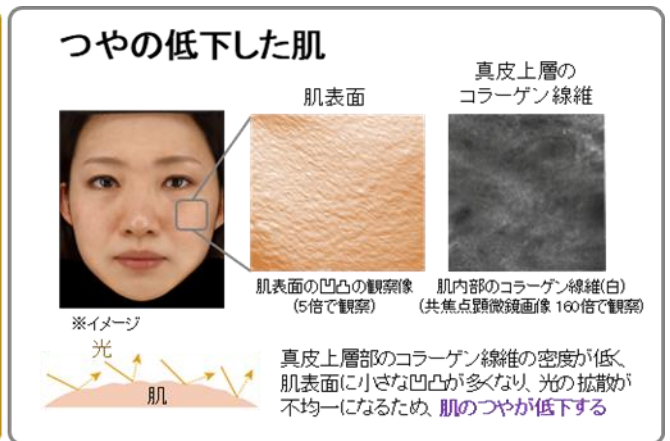 つやの低下した肌
肌表面
真皮上層の
コラーゲン線維
肌表面の凹凸の観察像
(5倍で観察)
肌内部のコラーゲン線維(白)
(共焦点顕微鏡画像 160倍で観察)
※イメージ
光
肌
真皮上層部のコラーゲン線維の密度が低く、
肌表面に小さな凹凸が多くなり、光の拡散が
不均一になるため、肌のつやが低下する